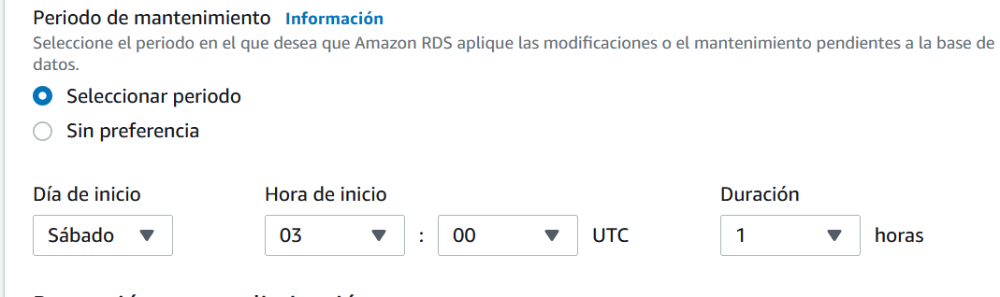 Periodo de mantenimiento Información
Seleccione el periodo en el que desea que Amazon RDS aplique las modificaciones o el mantenimiento pendientes a la base de
datos.
Seleccionar periodo
Sin preferencia
Día de inicio Hora de inicio Duración
Sábado 03 : 00 UTC 1 horas